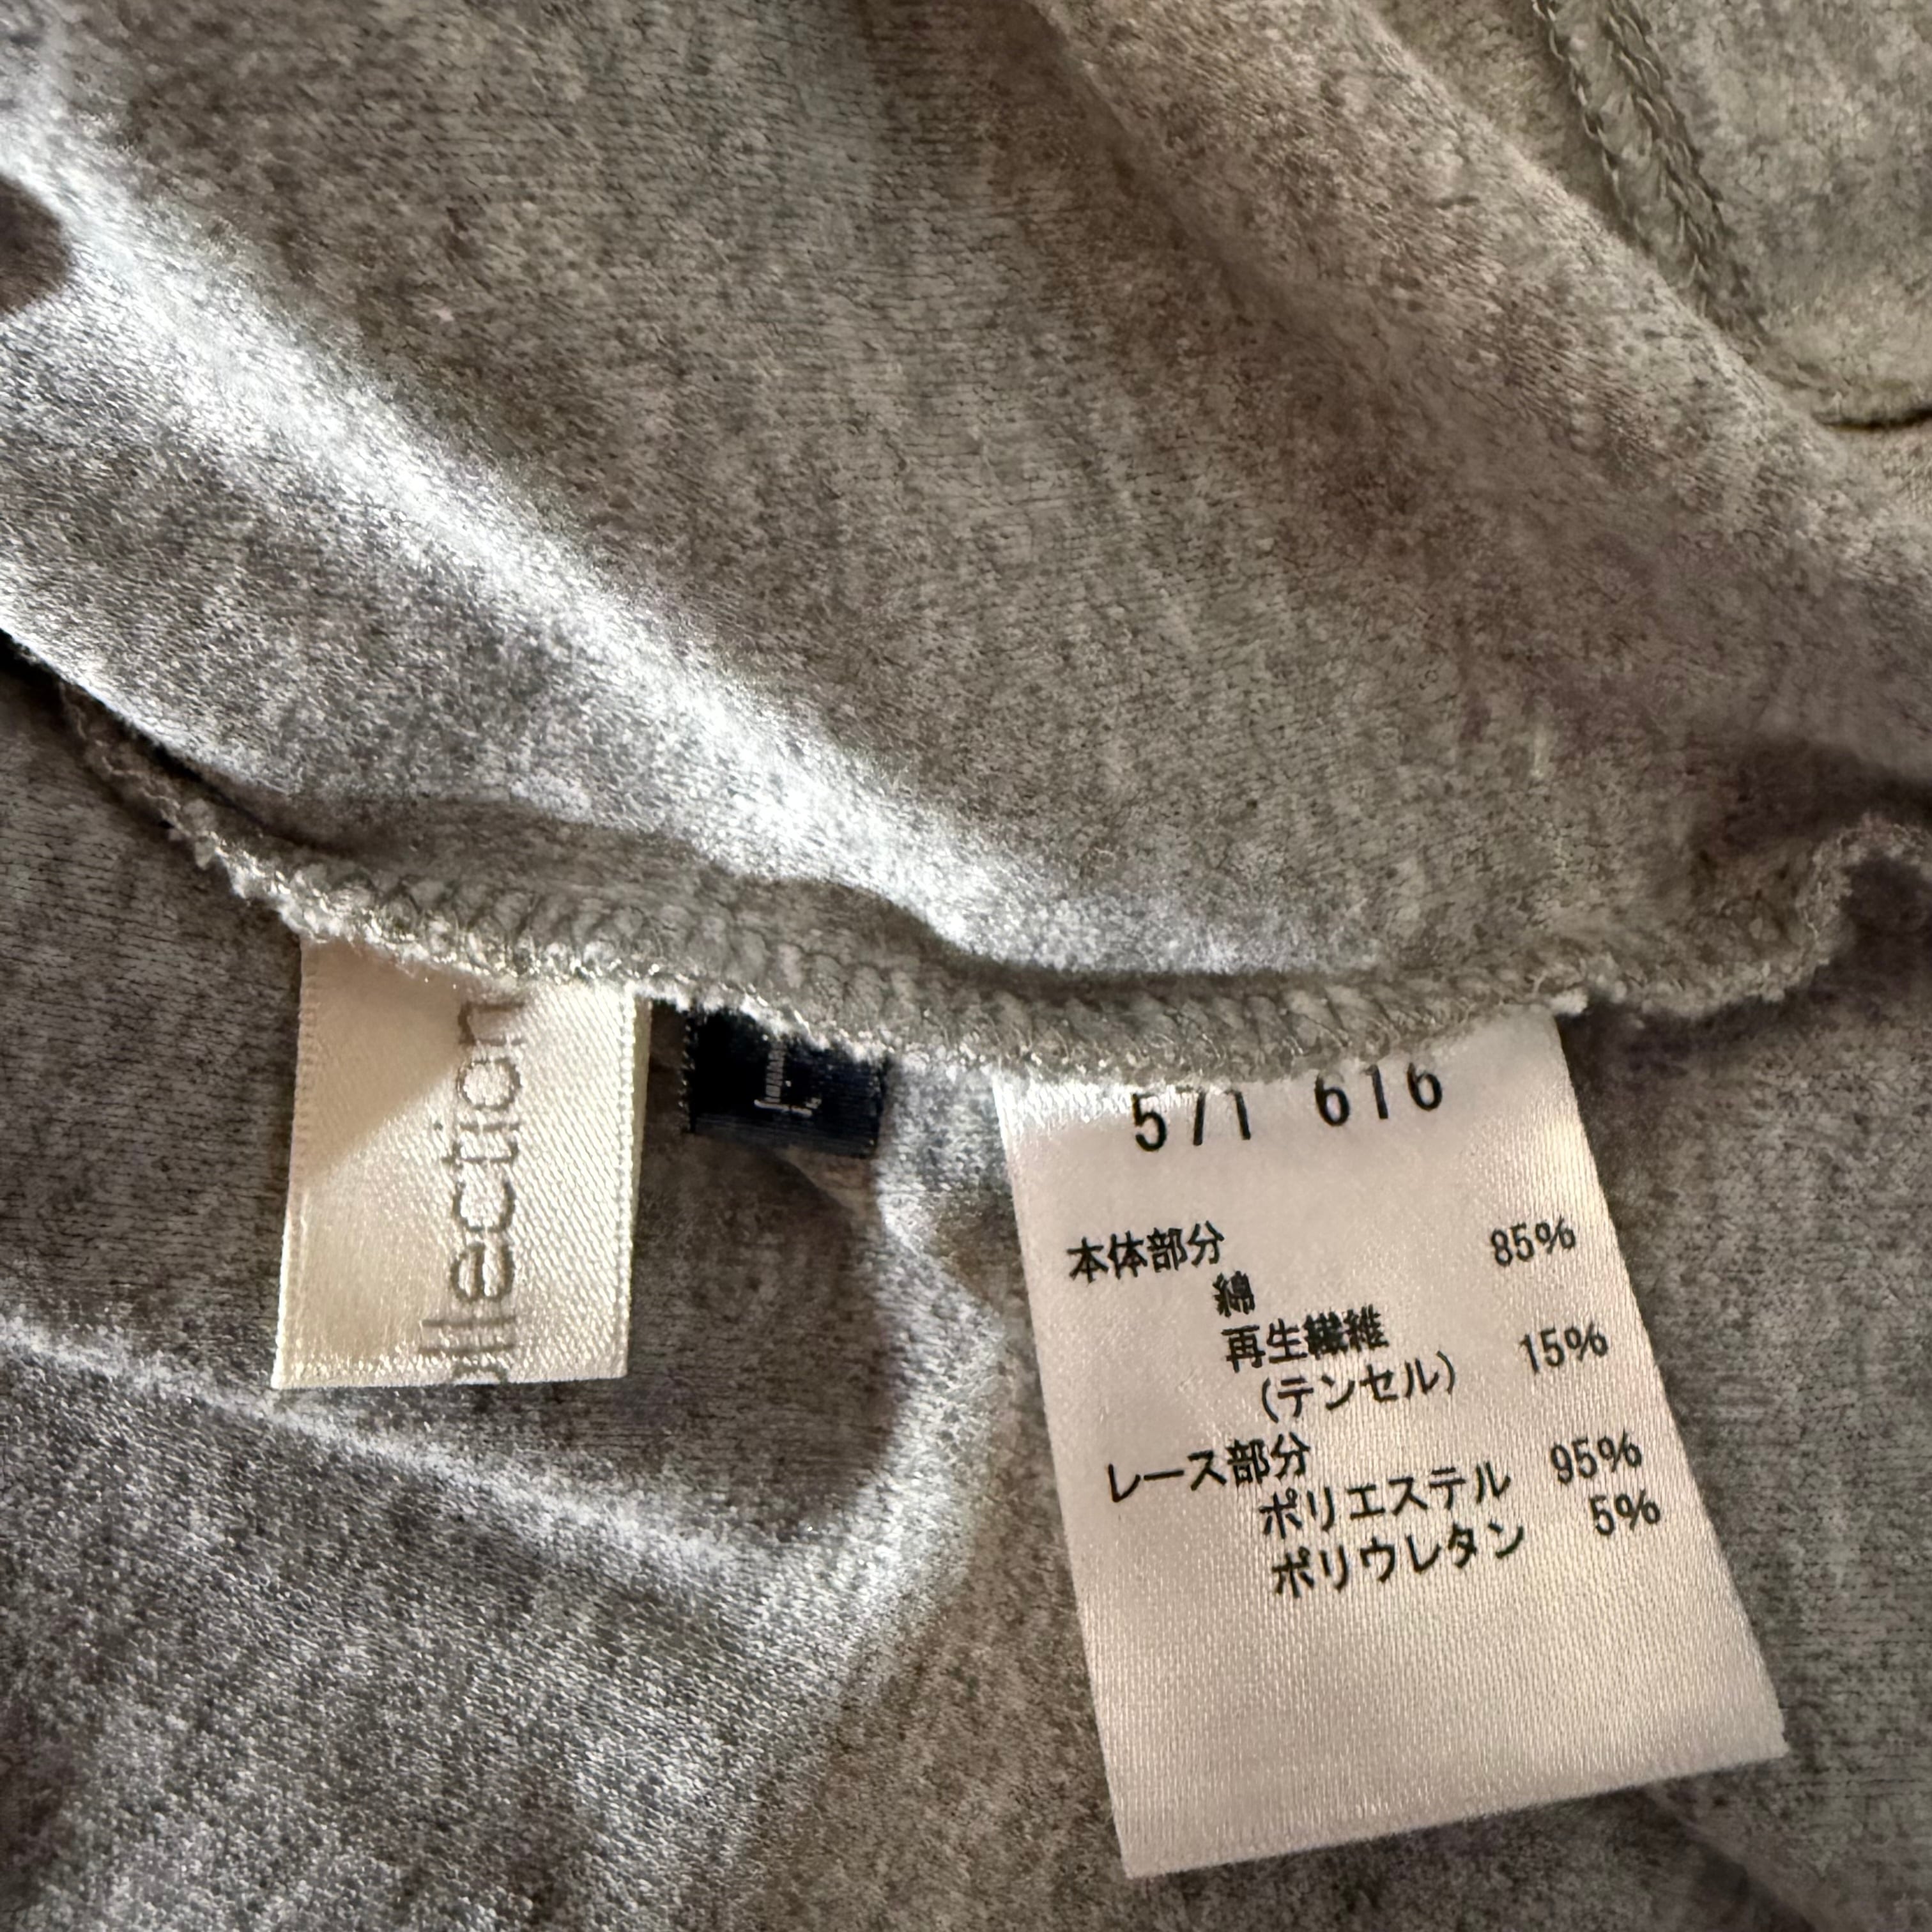 ollection
571 616
本体部分
綿 85%
再生繊維
(テンセル) 15%
レース部分
ポリエステル 95%
ポリウレタン 5%